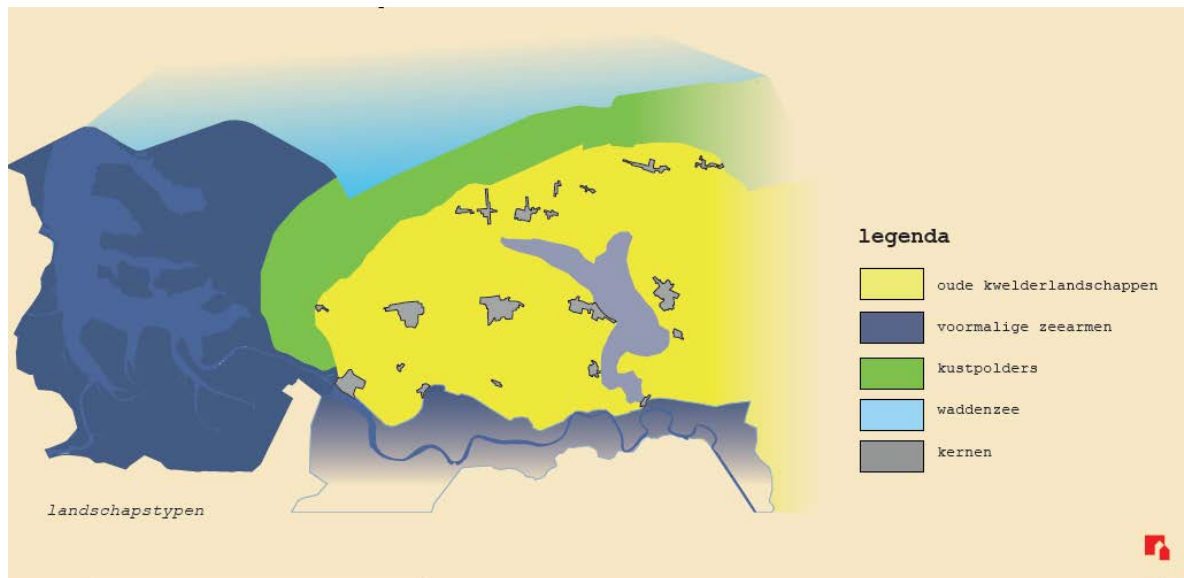 legenda
oude kwelderlandschappen
voormalige zeearmen
kustpolders
waddenzee
kernen
landschapstypen